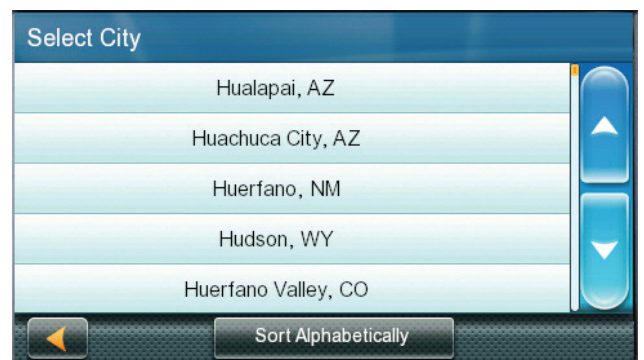 Select City
Hualapai, AZ
Huachuca City, AZ
Huerfano, NM
Hudson, WY
Huerfano Valley, CO
Sort Alphabetically